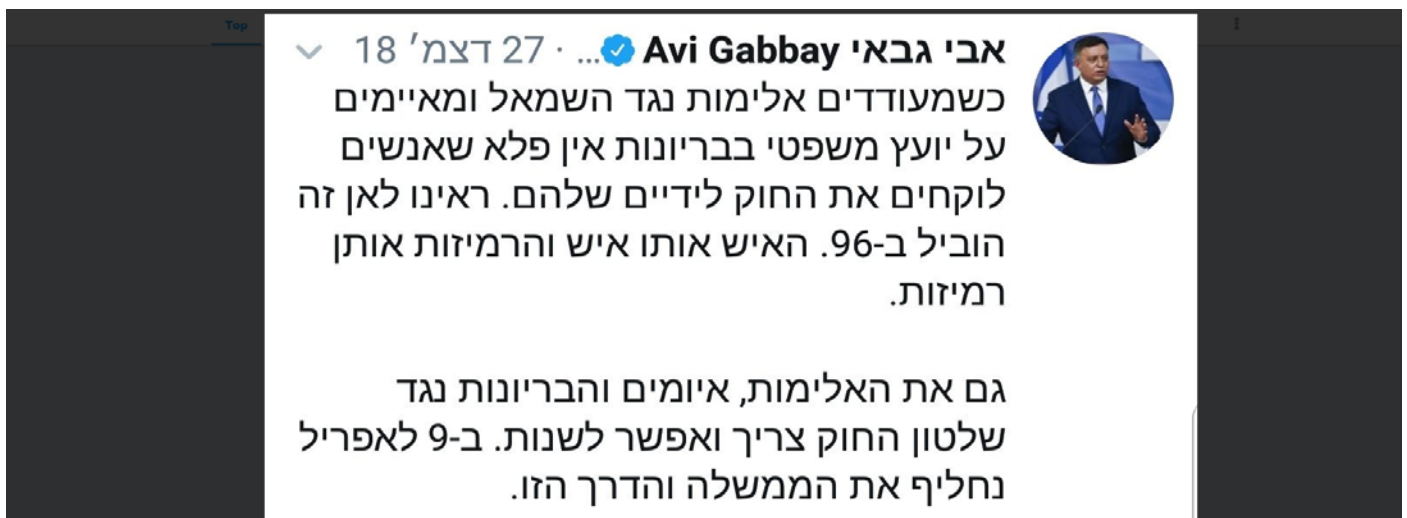 Top
אבי גבאי Avi Gabbay ... · 27 דצמ׳ 18
כשמעודדים אלימות נגד השמאל ומאיימים
על יועץ משפטי בבריונות אין פלא שאנשים
לוקחים את החוק לידיים שלהם. ראינו לאן זה
הוביל ב-96. האיש אותו איש והרמיזות אותן
רמיזות.
גם את האלימות, איומים והבריונות נגד
שלטון החוק צריך ואפשר לשנות. ב-9 לאפריל
נחליף את הממשלה והדרך הזו.